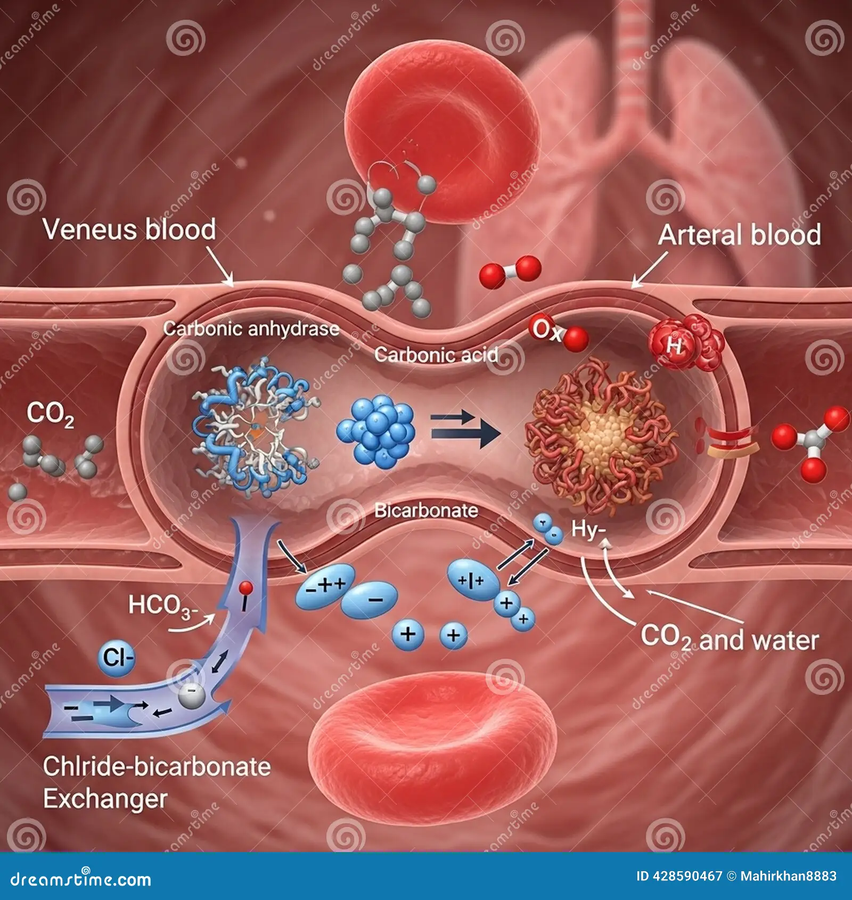 Veneus blood
Arteral blood
Carbonic anhydrase
Carbonic acid
Ox
H
CO₂
Bicarbonate
Hy-
HCO₃-
Cl-
CO₂ and water
Chlride-bicarbonate
Exchanger
dreamstime.com
ID 428590467 © Mahirkhan8883